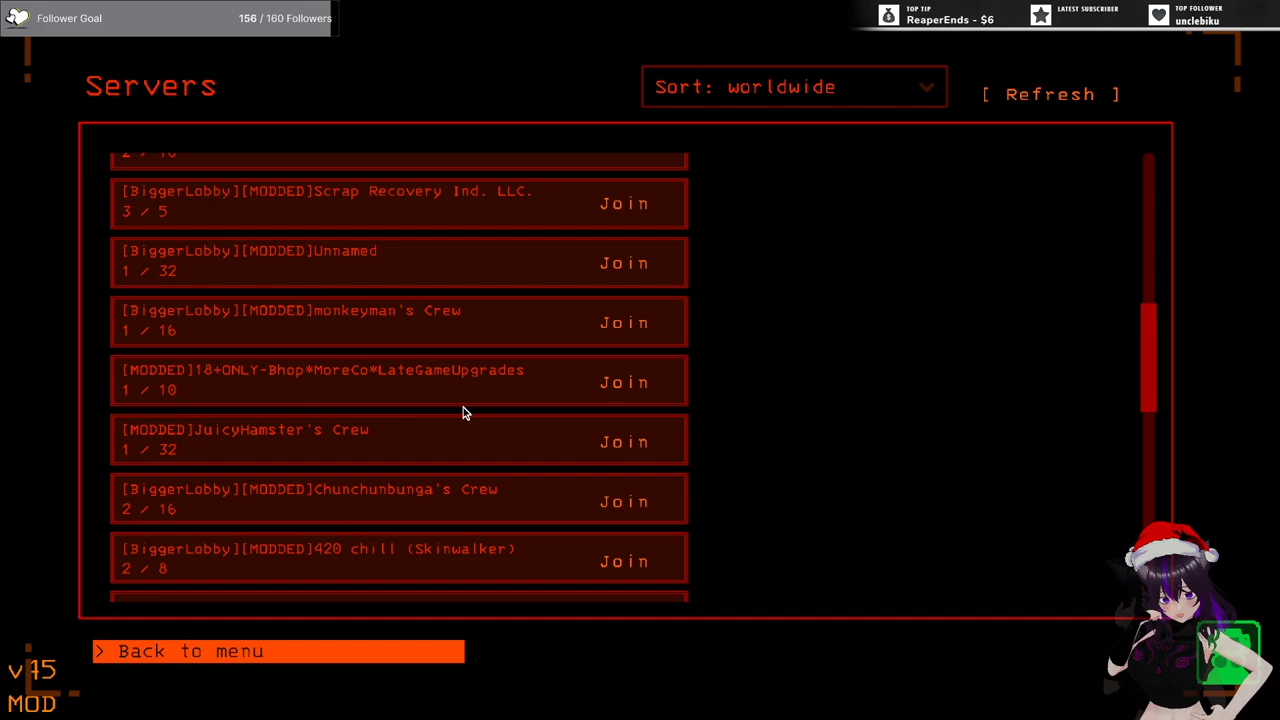 Follower Goal
156 / 160 Followers
TOP TIP
ReaperEnds - $6
LATEST SUBSCRIBER
TOP FOLLOWER
unclebiku
Servers
Sort: worldwide
[ Refresh ]
[BiggerLobby][MODDED]Scrap Recovery Ind. LLC.
3 / 5
Join
[BiggerLobby][MODDED]Unnamed
1 / 32
Join
[BiggerLobby][MODDED]monkeyman's Crew
1 / 16
Join
[MODDED]18+ONLY-Bhop*MoreCo*LateGameUpgrades
1 / 10
Join
[MODDED]JuicyHamster's Crew
1 / 32
Join
[BiggerLobby][MODDED]Chunchunbunga's Crew
2 / 16
Join
[BiggerLobby][MODDED]420 chill (Skinwalker)
2 / 8
Join
> Back to menu
v45
MOD